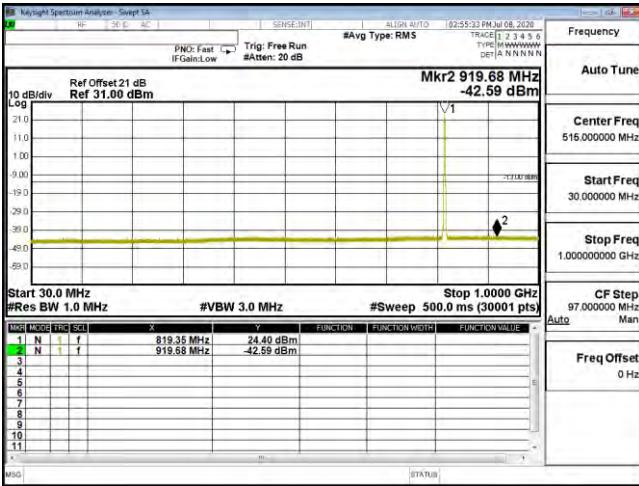 Keysight Spectrum Analyzer - Swept SA
RF 50 Ω AC SENSE:INT ALIGN AUTO 02:55:33 PM Jul 08, 2020
#Avg Type: RMS
TRACE 1 2 3 4 5 6
TYPE M WWWWW
DET A N N N N N
PNO: Fast Trig: Free Run
IFGain:Low #Atten: 20 dB
Mkr2 919.68 MHz
-42.59 dBm
Ref Offset 21 dB
10 dB/div Ref 31.00 dBm
Log
1
21.0
11.0
1.00
-9.00
-13.00 dBm
-19.0
-29.0
-39.0
2
-49.0
-59.0
Start 30.0 MHz Stop 1.0000 GHz
#Res BW 1.0 MHz #VBW 3.0 MHz #Sweep 500.0 ms (30001 pts)
MKR MODE TRC SCL X Y FUNCTION FUNCTION WIDTH FUNCTION VALUE
1 N 1 f 819.35 MHz 24.40 dBm
2 N 1 f 919.68 MHz -42.59 dBm
3
4
5
6
7
8
9
10
11
MSG STATUS
Frequency
Auto Tune
Center Freq
515.000000 MHz
Start Freq
30.000000 MHz
Stop Freq
1.000000000 GHz
CF Step
97.000000 MHz
Auto Man
Freq Offset
0 Hz